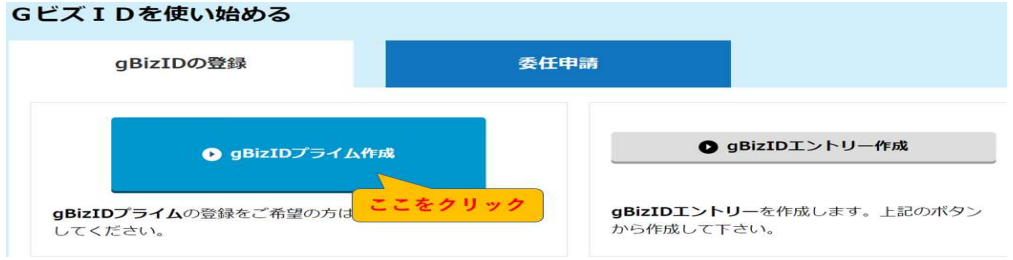 GビズIDを使い始める
gBizIDの登録
委任申請
gBizIDプライム作成
ここをクリック
gBizIDプライムの登録をご希望の方は
してください。
gBizIDエントリー作成
gBizIDエントリーを作成します。上記のボタン
から作成して下さい。